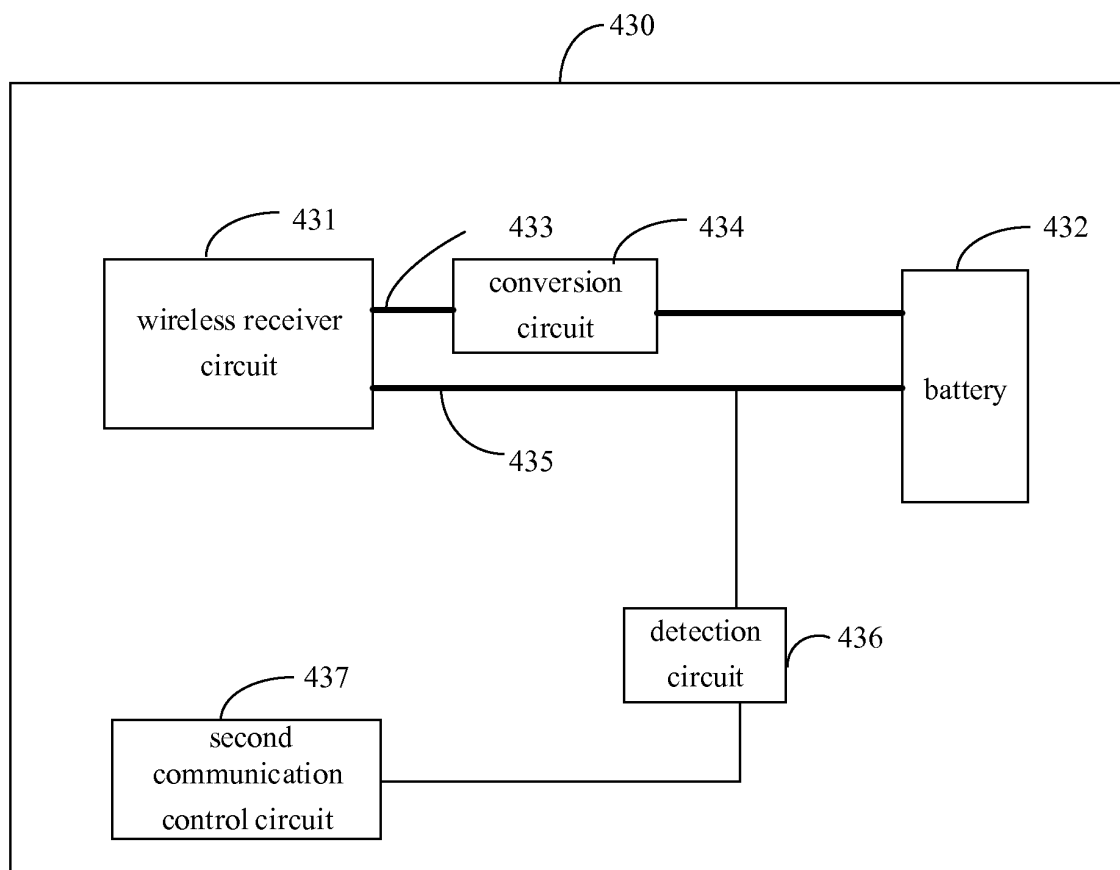 430
431
433
434
432
wireless receiver
circuit
conversion
circuit
battery
435
detection
circuit
436
437
second
communication
control circuit